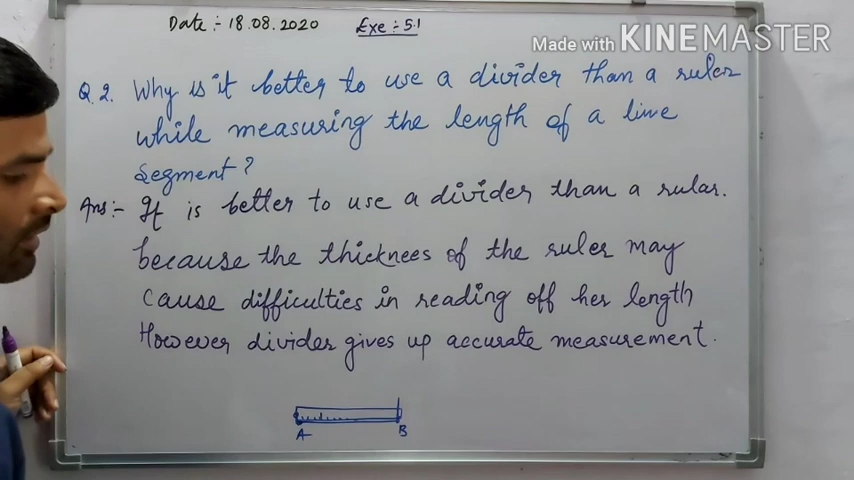 Date :- 18.08.2020 Exe :- 5.1
Made with KINEMASTER
Q.2. Why is it better to use a divider than a ruler
while measuring the length of a line
segment?
Ans:- It is better to use a divider than a rular.
because the thicknees of the ruler may
cause difficulties in reading off her length
However divider gives up accurate measurement.
A B